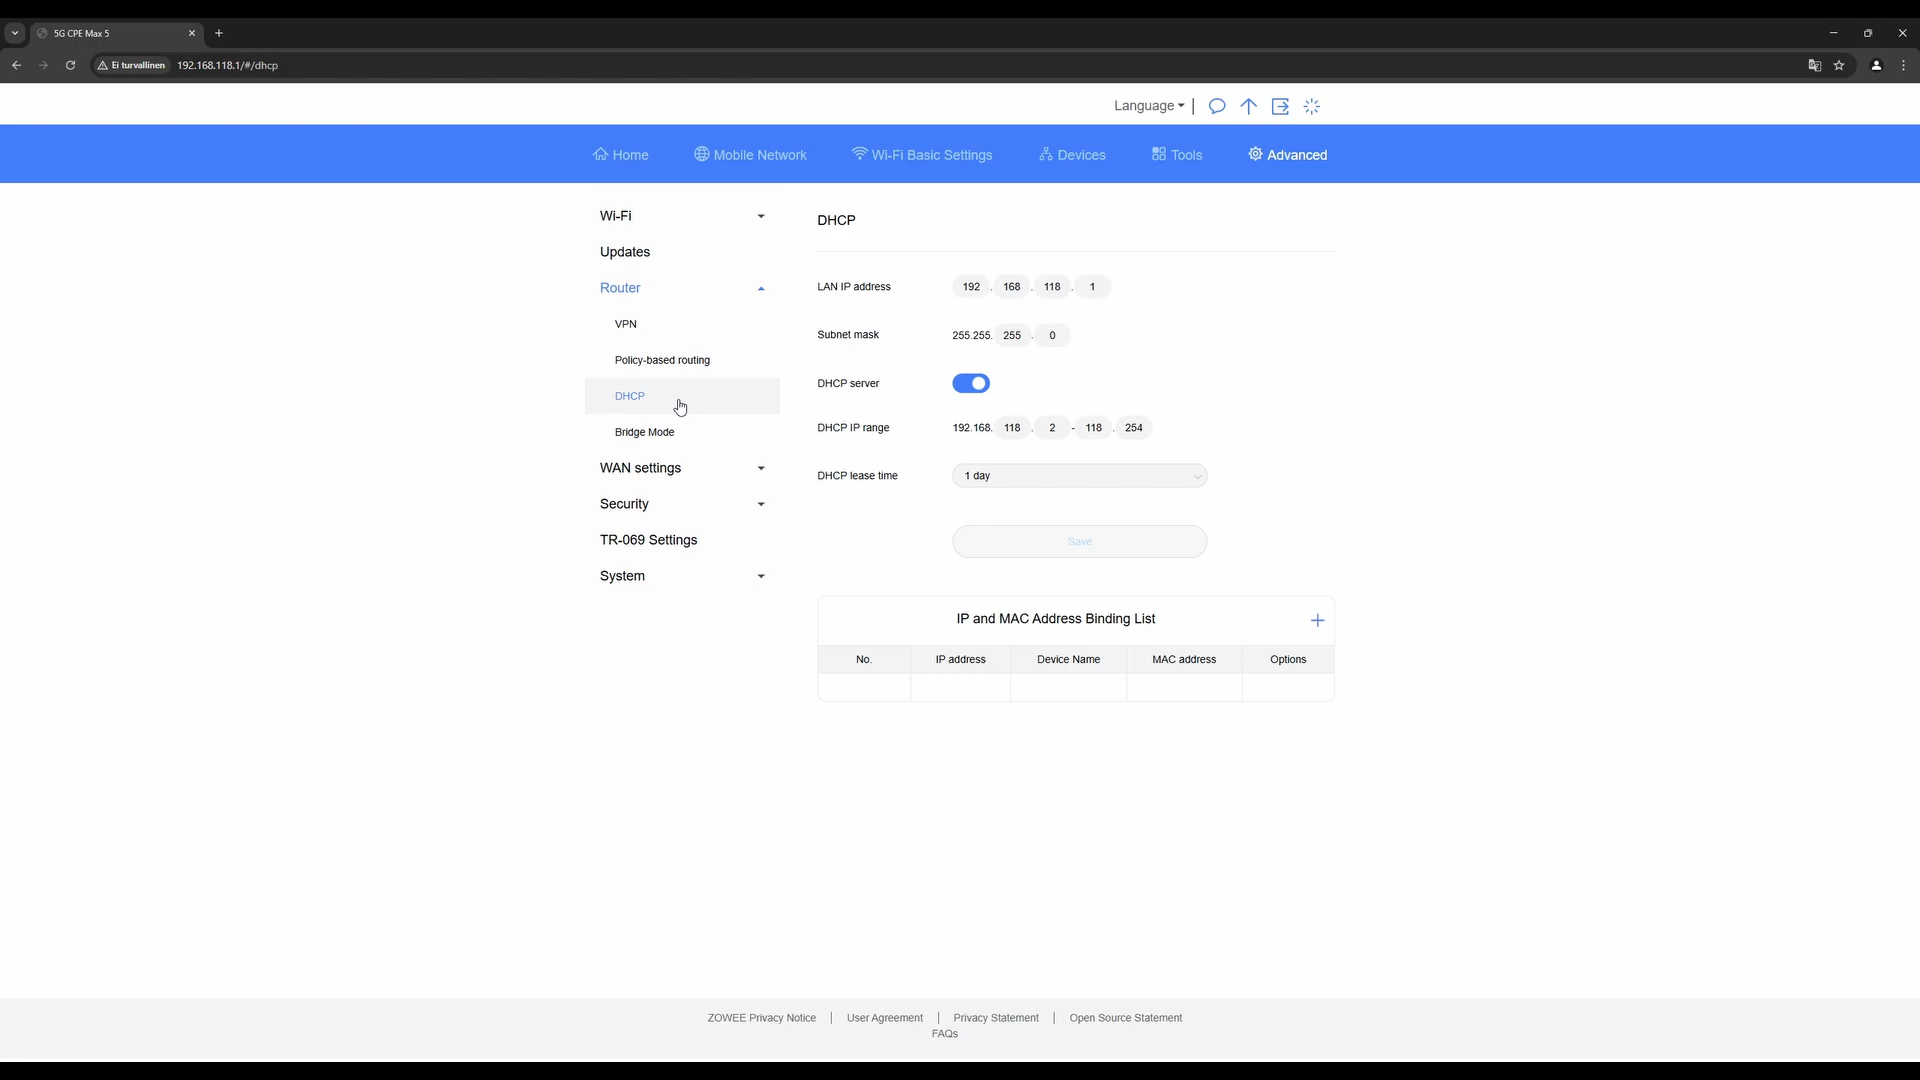 5G CPE Max 5
Ei turvallinen 192.168.118.1/#/dhcp
Language
Home Mobile Network Wi-Fi Basic Settings Devices Tools Advanced
Wi-Fi
Updates
Router
VPN
Policy-based routing
DHCP
Bridge Mode
WAN settings
Security
TR-069 Settings
System
DHCP
LAN IP address 192 . 168 . 118 . 1
Subnet mask 255.255. 255 . 0
DHCP server
DHCP IP range 192.168. 118 . 2 - 118 . 254
DHCP lease time 1 day
Save
IP and MAC Address Binding List
No. IP address Device Name MAC address Options
ZOWEE Privacy Notice | User Agreement | Privacy Statement | Open Source Statement
FAQs